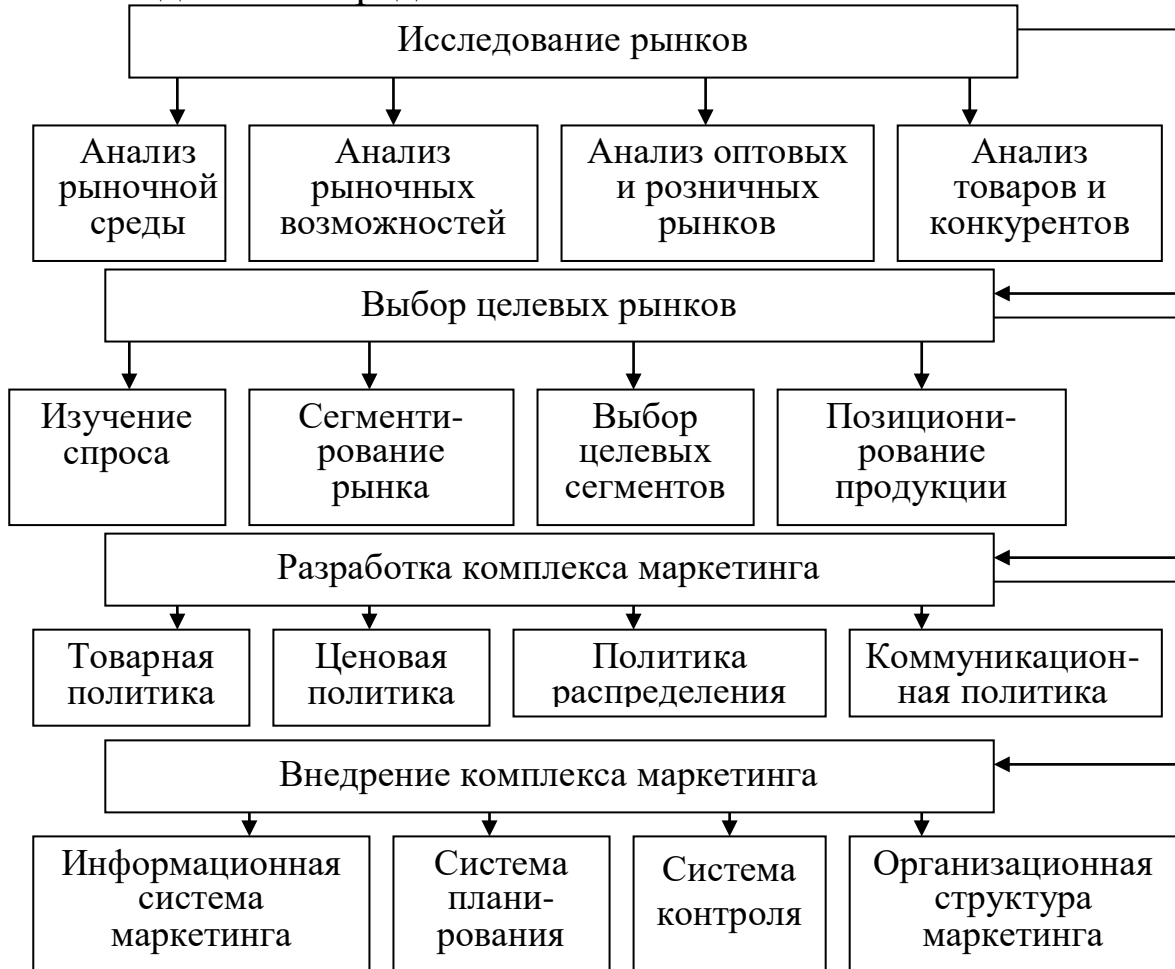 Исследование рынков
Анализ
рыночной
среды
Анализ
рыночных
возможностей
Анализ оптовых
и розничных
рынков
Анализ
товаров и
конкурентов
Выбор целевых рынков
Изучение
спроса
Сегменти-
рование
рынка
Выбор
целевых
сегментов
Позициони-
рование
продукции
Разработка комплекса маркетинга
Товарная
политика
Ценовая
политика
Политика
распределения
Коммуникацион-
ная политика
Внедрение комплекса маркетинга
Информационная
система
маркетинга
Система
плани-
рования
Система
контроля
Организационная
структура
маркетинга